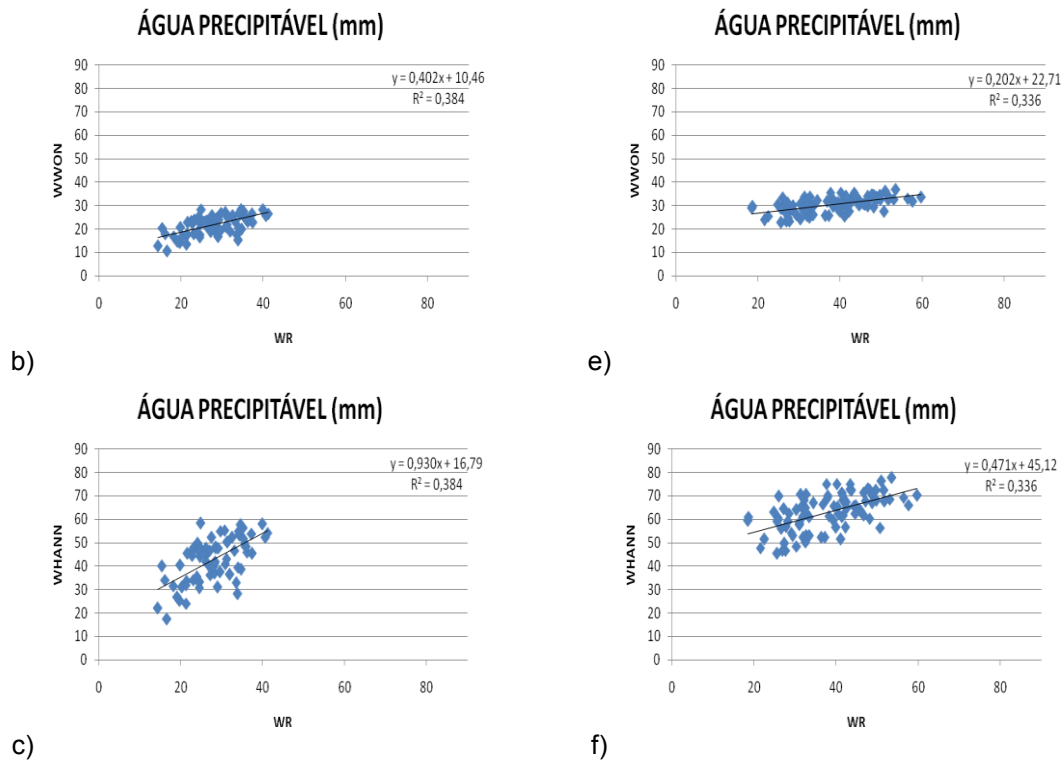 ÁGUA PRECIPITÁVEL (mm)
90
80
70
60
50
40
30
20
10
0
WWON
y = 0,402x + 10,46
R² = 0,384
0 20 40 60 80
WR
b)
ÁGUA PRECIPITÁVEL (mm)
90
80
70
60
50
40
30
20
10
0
WWON
y = 0,202x + 22,71
R² = 0,336
0 20 40 60 80
WR
e)
ÁGUA PRECIPITÁVEL (mm)
90
80
70
60
50
40
30
20
10
0
WHANN
y = 0,930x + 16,79
R² = 0,384
0 20 40 60 80
WR
c)
ÁGUA PRECIPITÁVEL (mm)
90
80
70
60
50
40
30
20
10
0
WHANN
y = 0,471x + 45,12
R² = 0,336
0 20 40 60 80
WR
f)